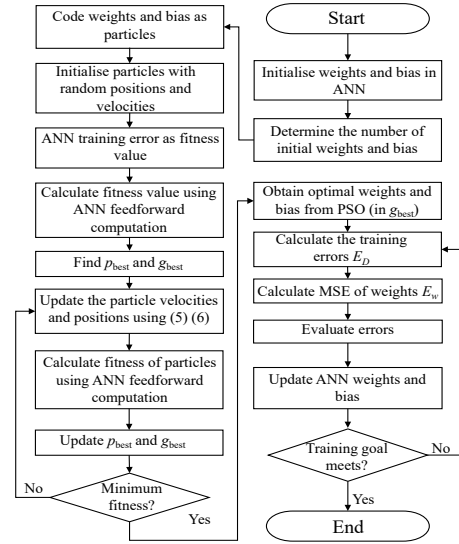 Start
Initialise weights and bias in
ANN
Determine the number of
initial weights and bias
Code weights and bias as
particles
Initialise particles with
random positions and
velocities
ANN training error as fitness
value
Calculate fitness value using
ANN feedforward
computation
Find pbest and gbest
Update the particle velocities
and positions using (5) (6)
Calculate fitness of particles
using ANN feedforward
computation
Update pbest and gbest
Minimum
fitness?
No
Yes
Obtain optimal weights and
bias from PSO (in gbest)
Calculate the training
errors ED
Calculate MSE of weights Ew
Evaluate errors
Update ANN weights and
bias
Training goal
meets?
No
Yes
End